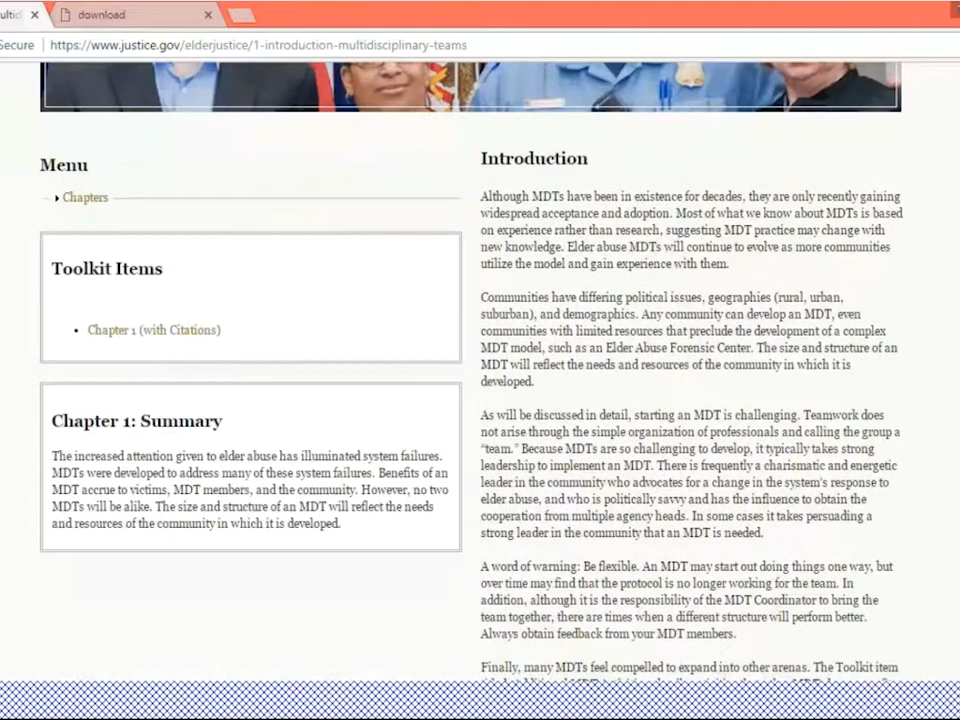 download
Secure
https://www.justice.gov/elderjustice/1-introduction-multidisciplinary-teams
Menu
Chapters
Toolkit Items
Chapter 1 (with Citations)
Chapter 1: Summary
The increased attention given to elder abuse has illuminated system failures.
MDTs were developed to address many of these system failures. Benefits of an
MDT accrue to victims, MDT members, and the community. However, no two
MDTs will be alike. The size and structure of an MDT will reflect the needs
and resources of the community in which it is developed.
Introduction
Although MDTs have been in existence for decades, they are only recently gaining
widespread acceptance and adoption. Most of what we know about MDTs is based
on experience rather than research, suggesting MDT practice may change with
new knowledge. Elder abuse MDTs will continue to evolve as more communities
utilize the model and gain experience with them.
Communities have differing political issues, geographies (rural, urban,
suburban), and demographics. Any community can develop an MDT, even
communities with limited resources that preclude the development of a complex
MDT model, such as an Elder Abuse Forensic Center. The size and structure of an
MDT will reflect the needs and resources of the community in which it is
developed.
As will be discussed in detail, starting an MDT is challenging. Teamwork does
not arise through the simple organization of professionals and calling the group a
“team.” Because MDTs are so challenging to develop, it typically takes strong
leadership to implement an MDT. There is frequently a charismatic and energetic
leader in the community who advocates for a change in the system's response to
elder abuse, and who is politically savvy and has the influence to obtain the
cooperation from multiple agency heads. In some cases it takes persuading a
strong leader in the community that an MDT is needed.
A word of warning: Be flexible. An MDT may start out doing things one way, but
over time may find that the protocol is no longer working for the team. In
addition, although it is the responsibility of the MDT Coordinator to bring the
team together, there are times when a different structure will perform better.
Always obtain feedback from your MDT members.
Finally, many MDTs feel compelled to expand into other arenas. The Toolkit item